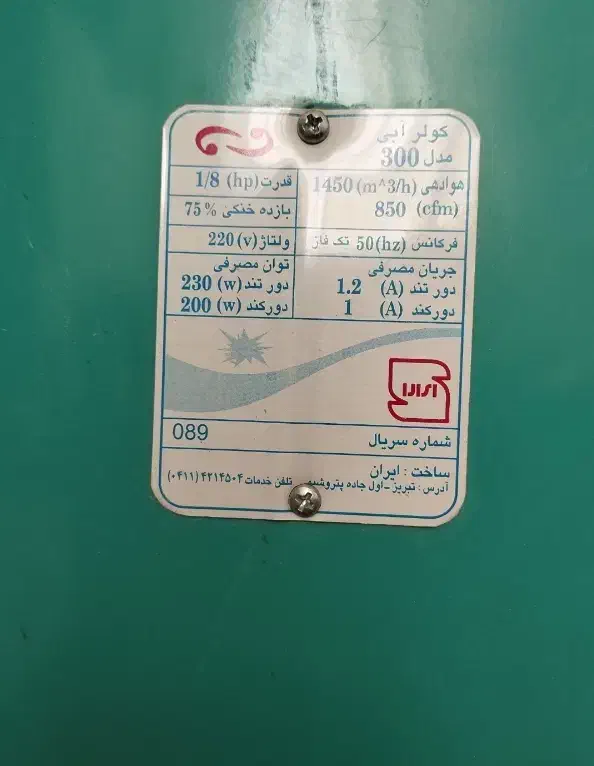 کولر آبی
مدل 300
هوادهی 1450 (m^3/h)
850 (cfm)
قدرت (hp) 1/8
بازده خنکی %75
فرکانس (hz) 50 تک فاز
ولتاژ (v) 220
جریان مصرفی
دور تند (A) 1.2
دورکند (A) 1
توان مصرفی
دور تند (w) 230
دورکند (w) 200
شماره سریال 089
ساخت : ایران
آدرس : تبریز - اول جاده پتروشیمی تلفن خدمات ۴۲۱۴۵۰۴ (۰۴۱۱)